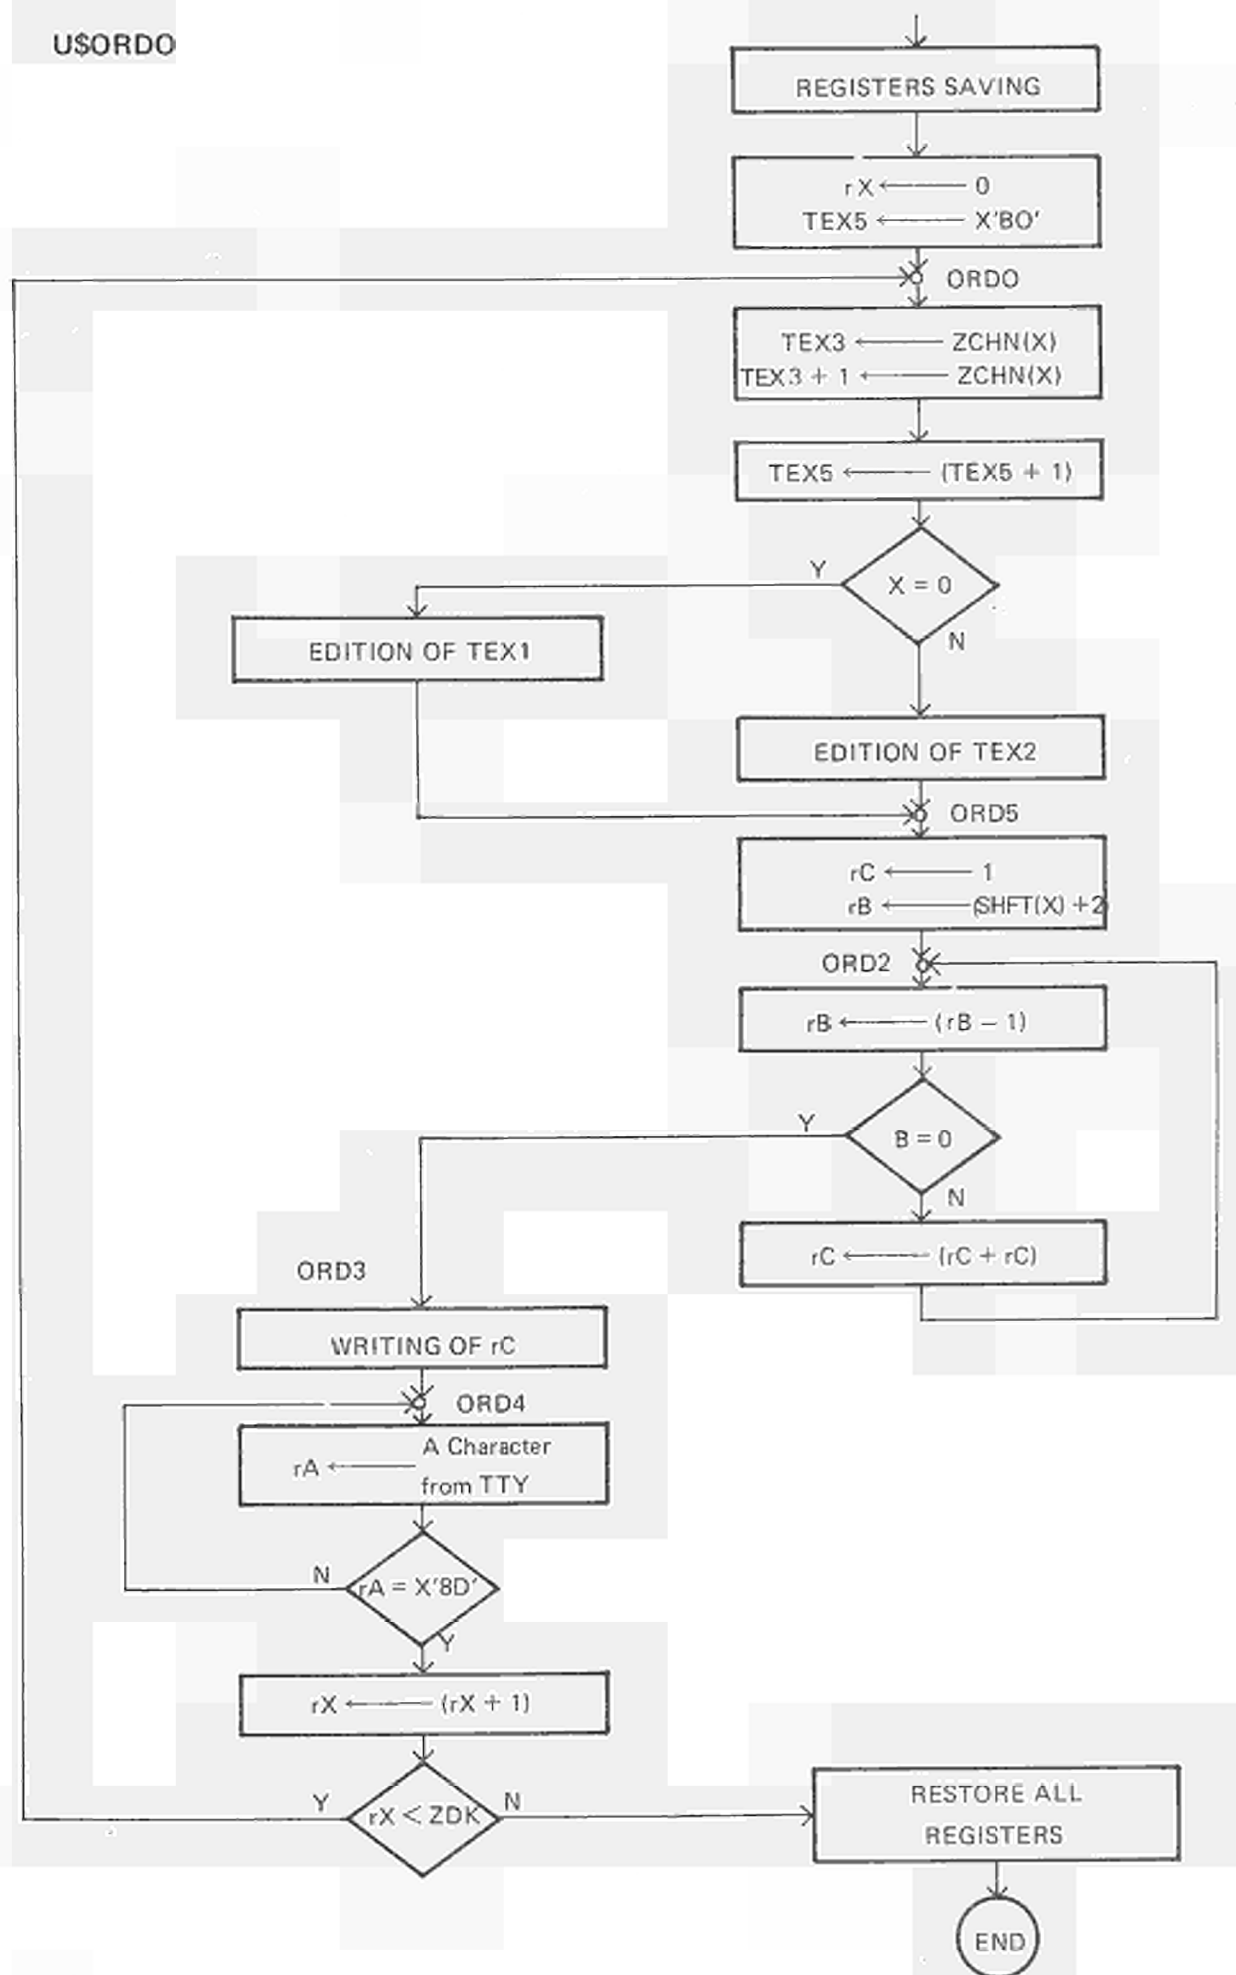 U$ORDO
REGISTERS SAVING
rX ← 0
TEX5 ← X'BO'
ORDO
TEX3 ← ZCHN(X)
TEX3 + 1 ← ZCHN(X)
TEX5 ← (TEX5 + 1)
Y
X = 0
N
EDITION OF TEX1
EDITION OF TEX2
ORD5
rC ← 1
rB ← (SHFT(X) +2)
ORD2
rB ← (rB – 1)
Y
B = 0
N
rC ← (rC + rC)
ORD3
WRITING OF rC
ORD4
rA ← A Character
from TTY
N
rA = X'8D'
Y
rX ← (rX + 1)
Y
rX < ZDK
N
RESTORE ALL
REGISTERS
END